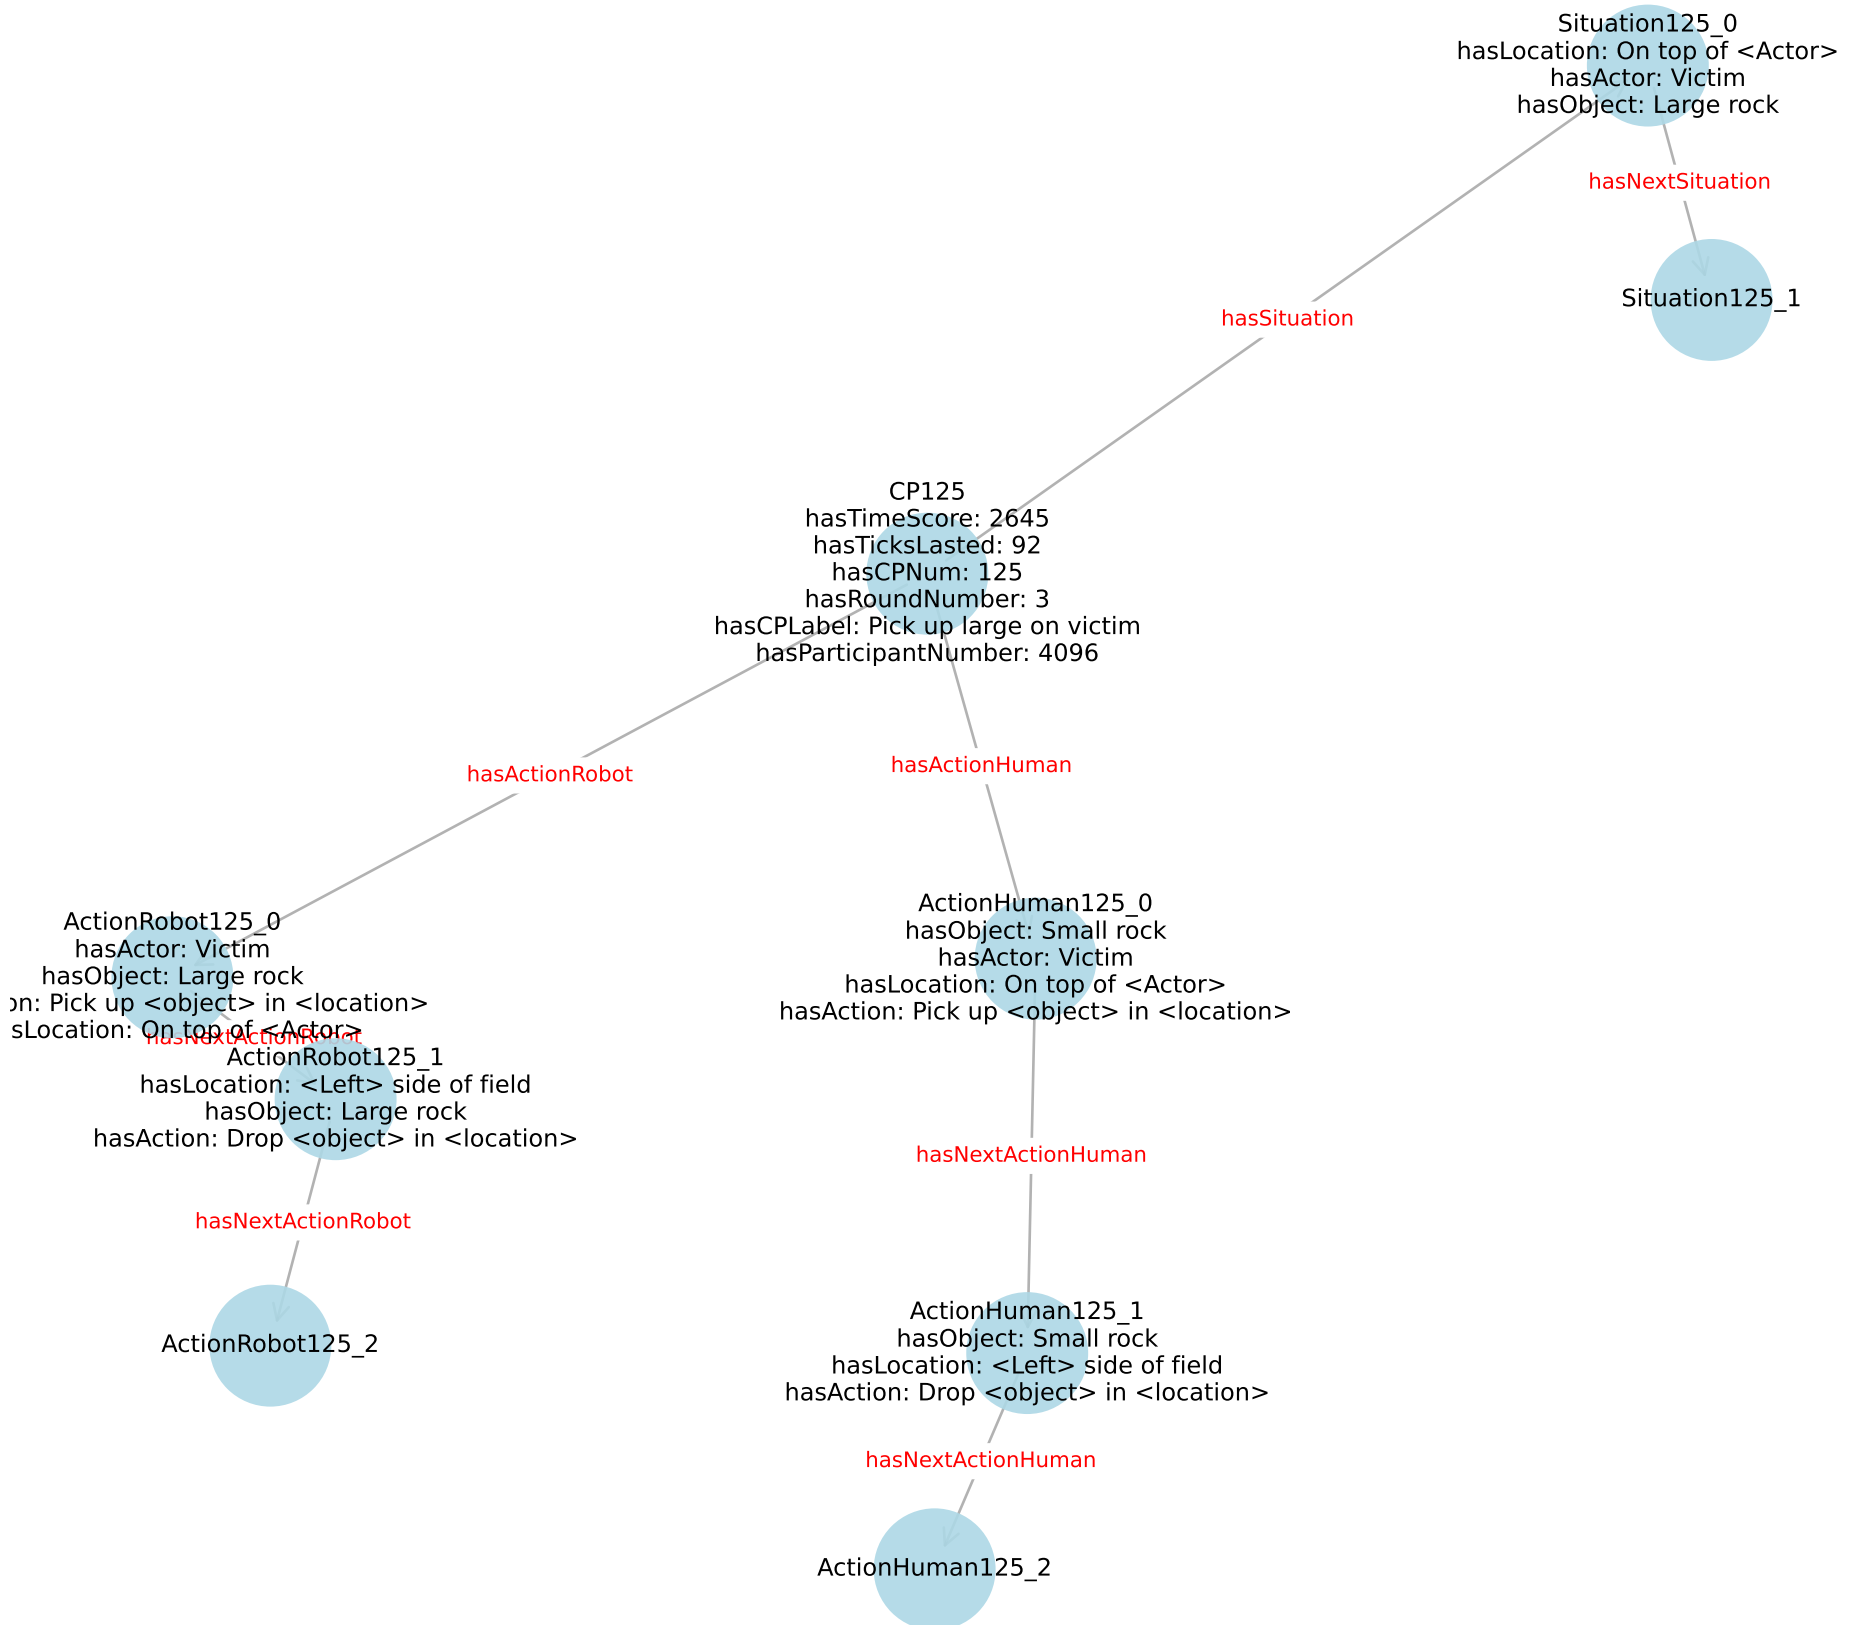 Situation125_0
hasLocation: On top of <Actor>
hasActor: Victim
hasObject: Large rock
hasNextSituation
Situation125_1
hasSituation
CP125
hasTimeScore: 2645
hasTicksLasted: 92
hasCPNum: 125
hasRoundNumber: 3
hasCPLabel: Pick up large on victim
hasParticipantNumber: 4096
hasActionRobot
hasActionHuman
ActionRobot125_0
hasActor: Victim
hasObject: Large rock
on: Pick up <object> in <location>
sLocation: On top of <Actor>
hasNextActionRobot
ActionRobot125_1
hasLocation: <Left> side of field
hasObject: Large rock
hasAction: Drop <object> in <location>
hasNextActionRobot
ActionRobot125_2
ActionHuman125_0
hasObject: Small rock
hasActor: Victim
hasLocation: On top of <Actor>
hasAction: Pick up <object> in <location>
hasNextActionHuman
ActionHuman125_1
hasObject: Small rock
hasLocation: <Left> side of field
hasAction: Drop <object> in <location>
hasNextActionHuman
ActionHuman125_2